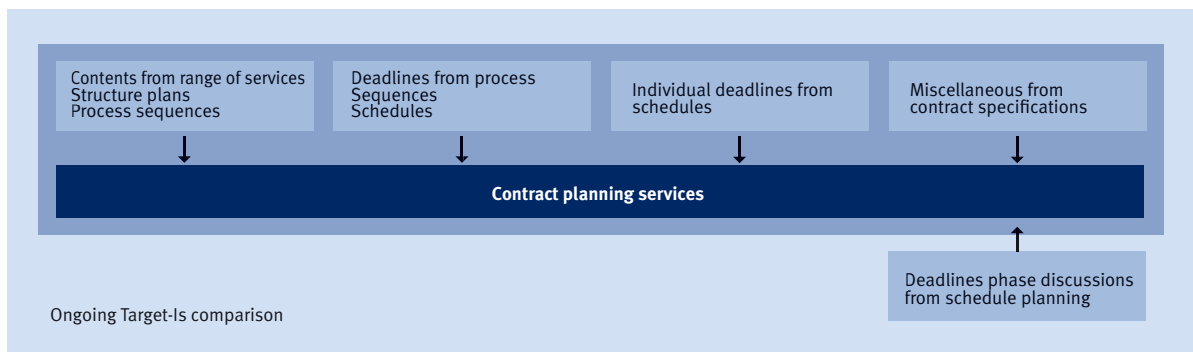 Contents from range of services
Structure plans
Process sequences
Deadlines from process
Sequences
Schedules
Individual deadlines from
schedules
Miscellaneous from
contract specifications
Contract planning services
Deadlines phase discussions
from schedule planning
Ongoing Target-Is comparison